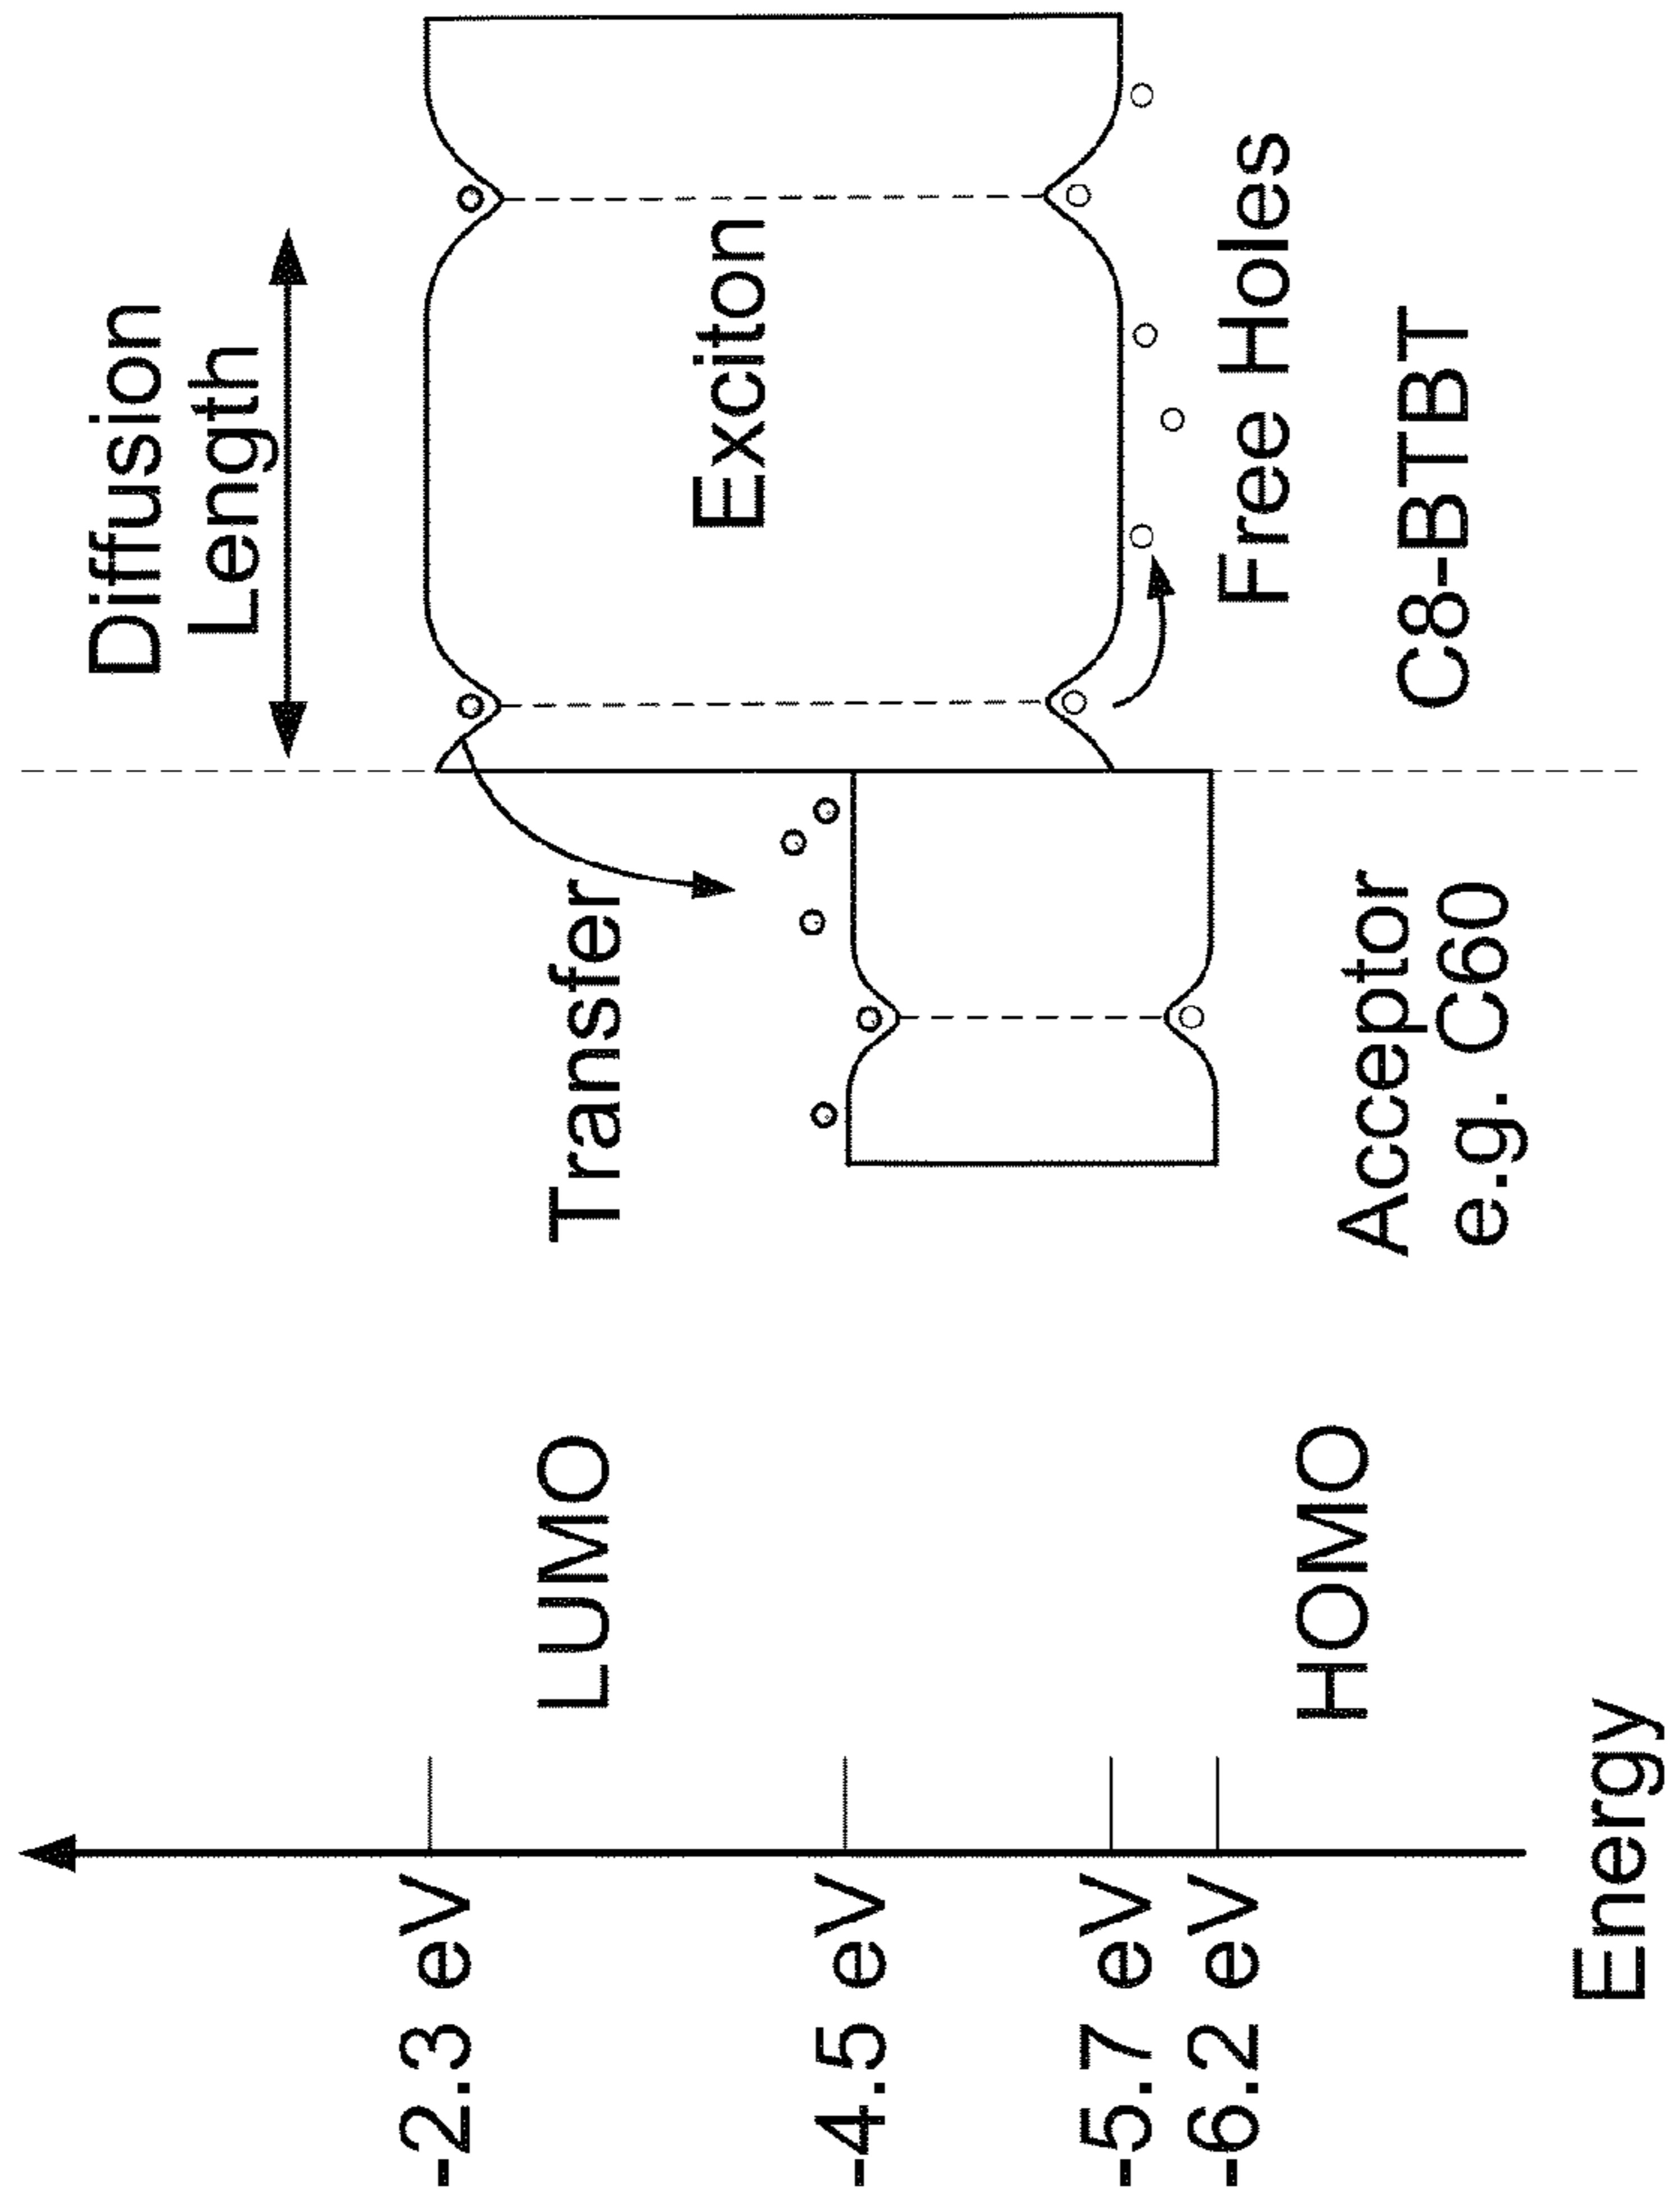 Diffusion
Length
Exciton
Free Holes
C8-BTBT
Transfer
Acceptor
e.g. C60
LUMO
HOMO
-2.3 eV
-4.5 eV
-5.7 eV
-6.2 eV
Energy